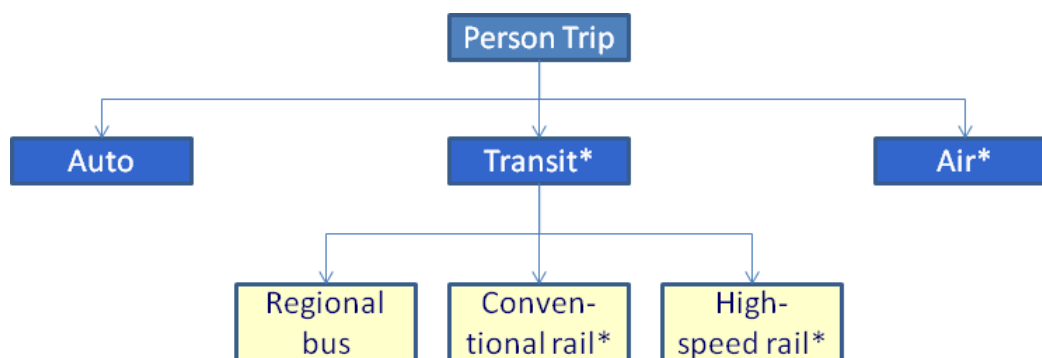 Person Trip
Auto
Transit*
Air*
Regional
bus
Conven-
tional rail*
High-
speed rail*